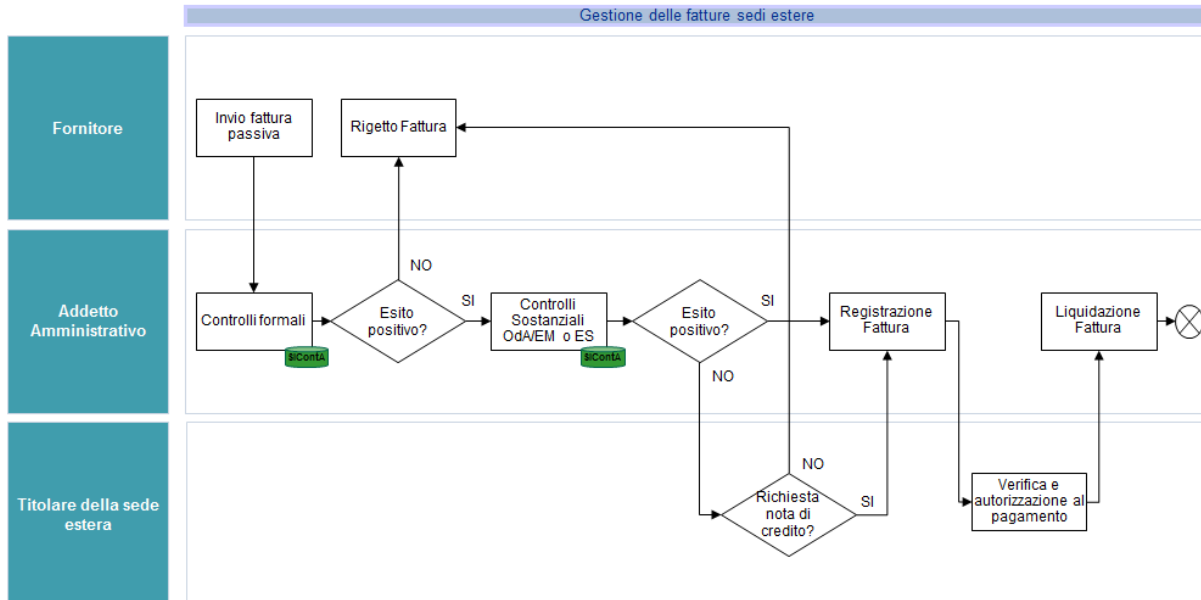 Gestione delle fatture sedi estere
Fornitore
Invio fattura
passiva
Rigetto Fattura
Addetto
Amministrativo
Controlli formali
SiContA
NO
Esito
positivo?
SI
Controlli
Sostanziali
OdA/EM o ES
SiContA
Esito
positivo?
SI
NO
Registrazione
Fattura
Liquidazione
Fattura
Titolare della sede
estera
NO
Richiesta
nota di
credito?
SI
Verifica e
autorizzazione al
pagamento